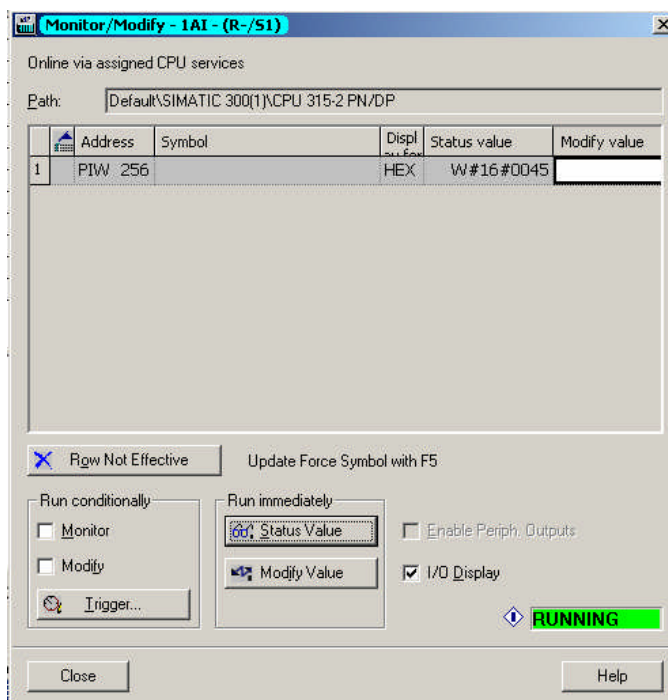 Monitor/Modify - 1AI - (R-/S1)
Online via assigned CPU services
Path: Default\SIMATIC 300(1)\CPU 315-2 PN/DP
Address Symbol Displ Status value Modify value
1 PIW 256 HEX W#16#0045
Row Not Effective Update Force Symbol with F5
Run conditionally Run immediately
Monitor Status Value Enable Periph. Outputs
Modify Modify Value I/O Display
Trigger...
RUNNING
Close Help